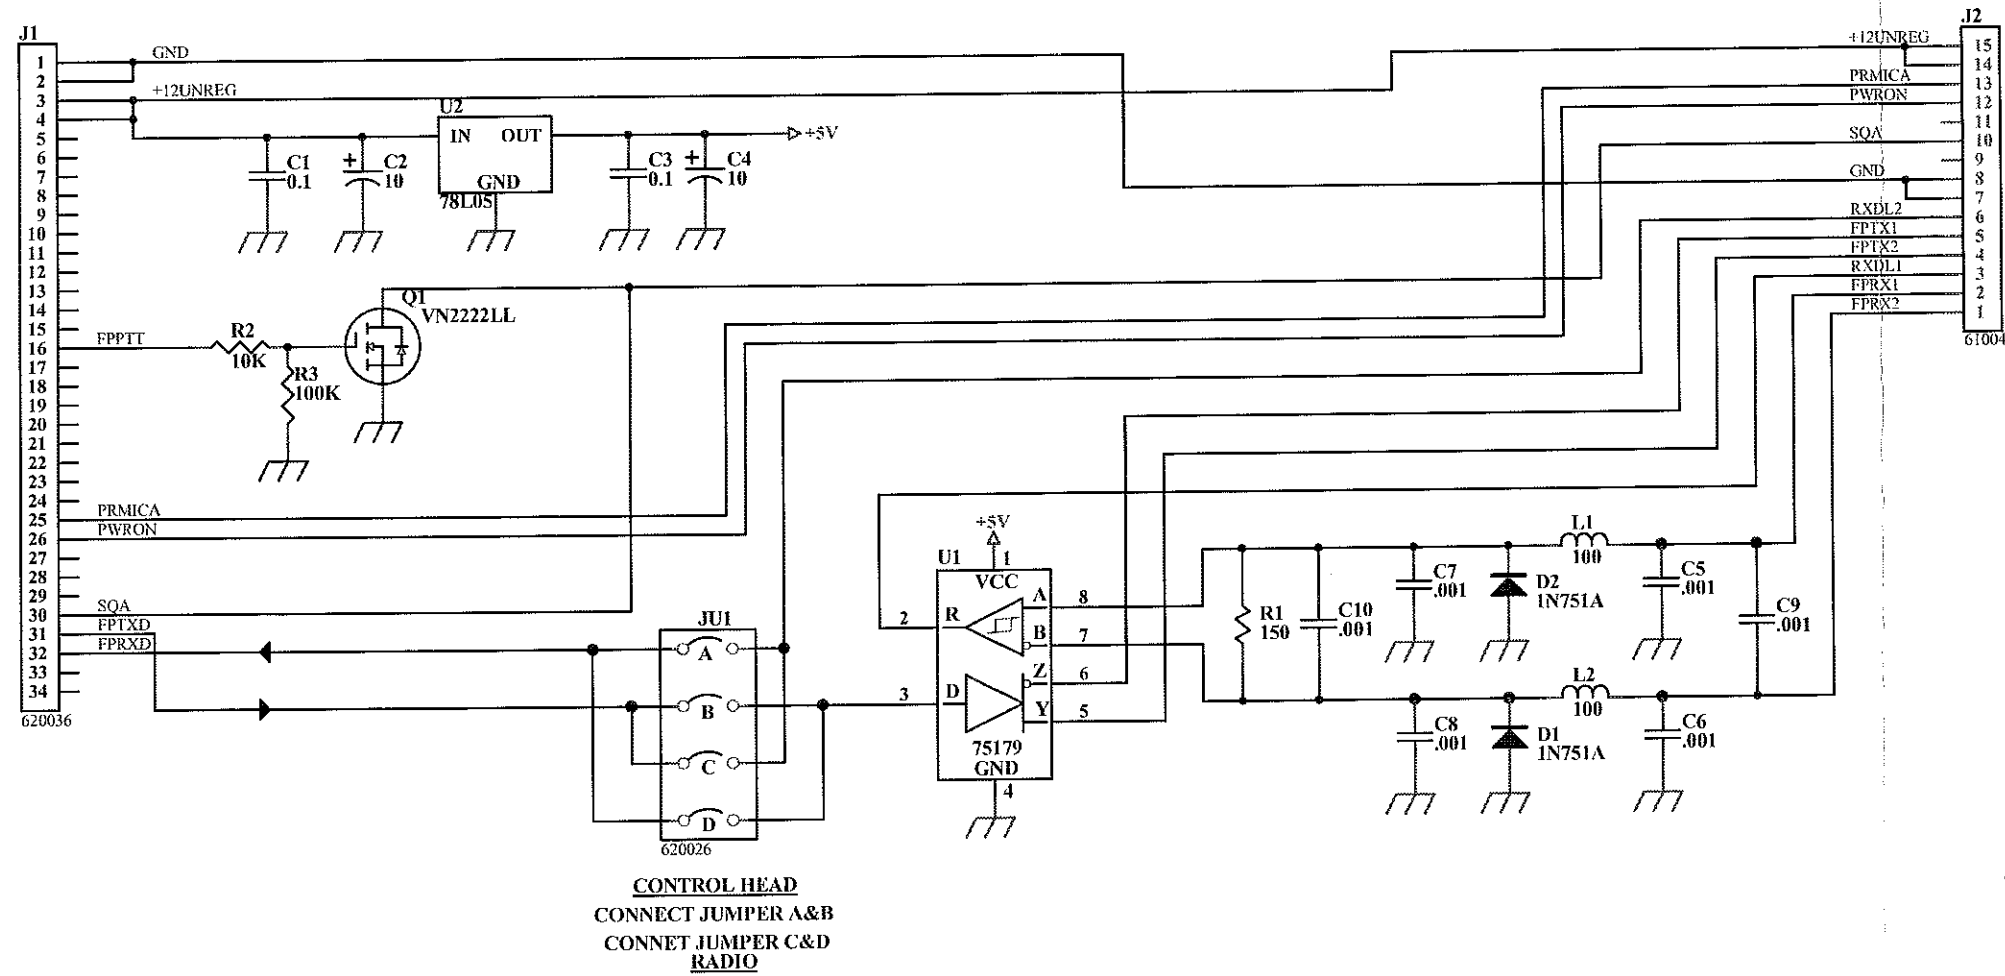 J1
1
2
3
4
5
6
7
8
9
10
11
12
13
14
15
16
17
18
19
20
21
22
23
24
25
26
27
28
29
30
31
32
33
34
620036
GND
+12UNREG
U2
IN OUT
GND
78L05
C1
0.1
+
C2
10
C3
0.1
+
C4
10
+5V
Q1
VN2222LL
FPPTT
R2
10K
R3
100K
PRMICA
PWRON
SQA
FPTXD
FPRXD
JU1
A
B
C
D
620026
CONTROL HEAD
CONNECT JUMPER A&B
CONNET JUMPER C&D
RADIO
+5V
U1
1
VCC
2
R
A
8
B
7
3
D
Z
6
Y
5
75179
GND
4
R1
150
C10
.001
C7
.001
D2
1N751A
L1
100
C5
.001
C9
.001
L2
100
C8
.001
D1
1N751A
C6
.001
J2
+12UNREG
15
14
PRMICA
13
PWRON
12
11
SQA
10
9
GND
8
7
RXDL2
6
FPTX1
5
FPTX2
4
RXDL1
3
FPRX1
2
FPRX2
1
61004